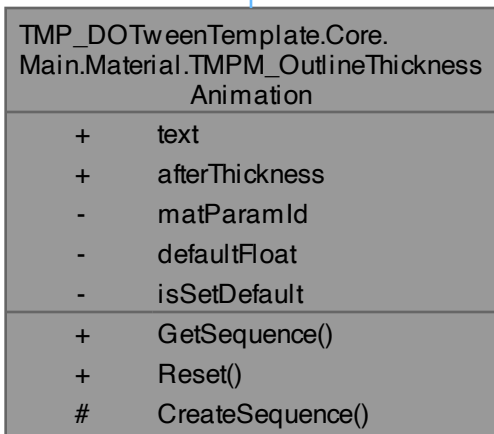 TMP_DOTweenTemplate.Core.
Main.Material.TMPM_OutlineThickness
Animation
+ text
+ afterThickness
- matParamId
- defaultFloat
- isSetDefault
+ GetSequence()
+ Reset()
# CreateSequence()